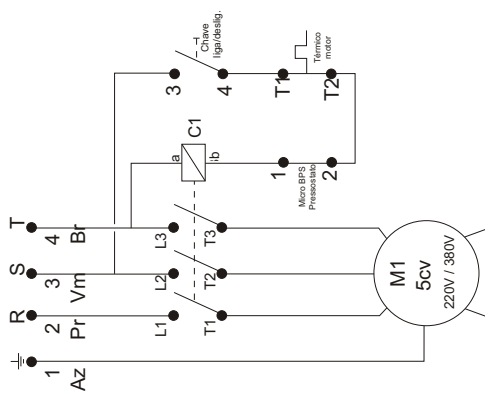 R
S
T
1
2
3
4
Az
Pr
Vm
Br
3
Chave
liga/deslig.
4
a
C1
b
L1
L2
L3
T1
T2
T3
T1
Térmico
motor
T2
1
Micro BPS
Pressostato
2
M1
5cv
220V / 380V